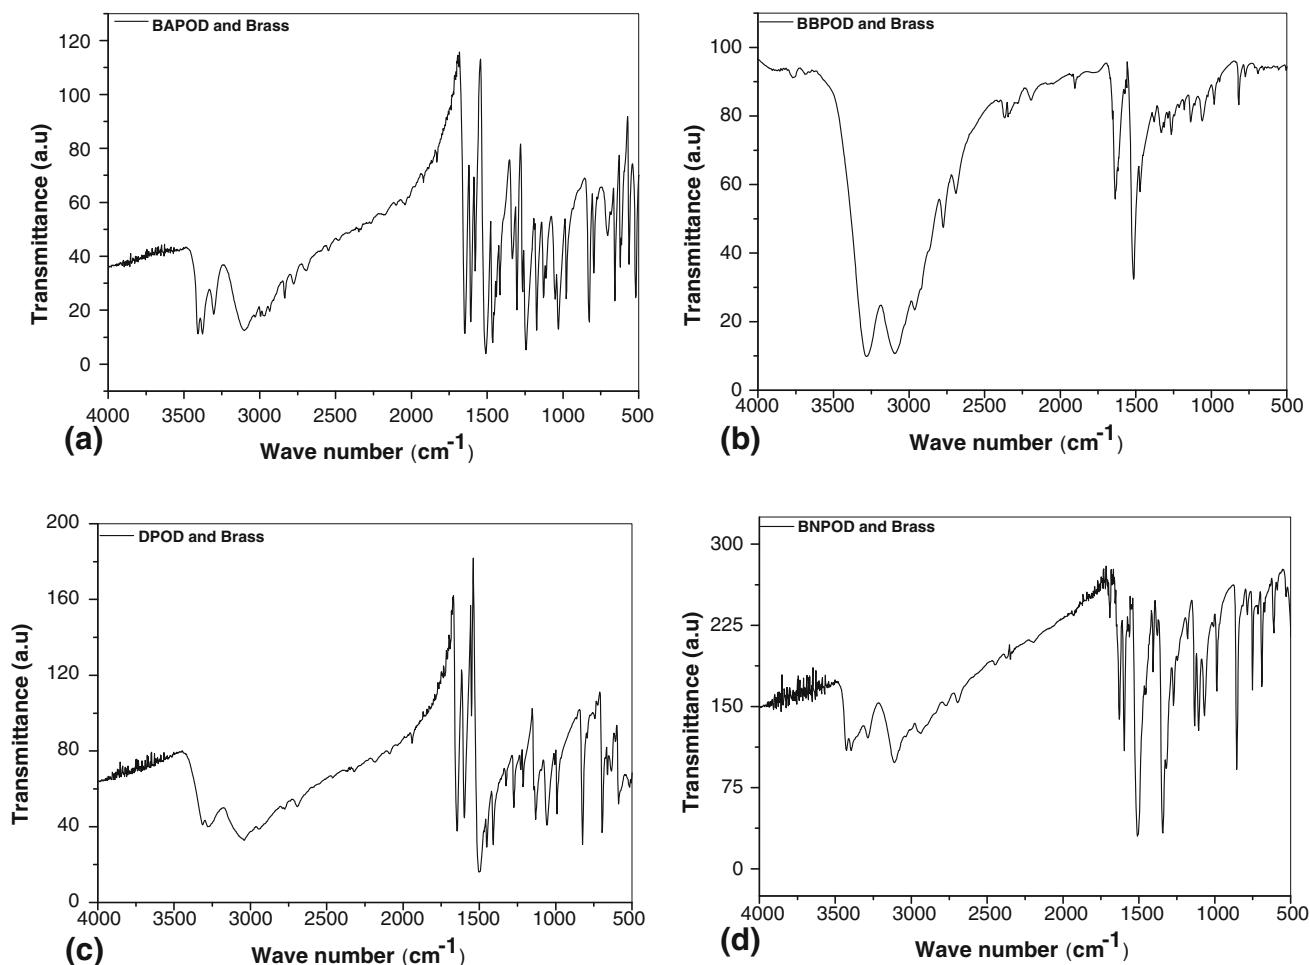 BAPOD and Brass
120
100
80
60
40
20
0
Transmittance (a.u)
4000 3500 3000 2500 2000 1500 1000 500
(a)
Wave number (cm-1)
BBPOD and Brass
100
80
60
40
20
0
Transmittance (a.u)
4000 3500 3000 2500 2000 1500 1000 500
(b)
Wave number (cm-1)
DPOD and Brass
200
160
120
80
40
0
Transmittance (a.u)
4000 3500 3000 2500 2000 1500 1000 500
(c)
Wave number (cm-1)
BNPOD and Brass
300
225
150
75
0
Transmittance (a.u)
4000 3500 3000 2500 2000 1500 1000 500
(d)
Wave number (cm-1)